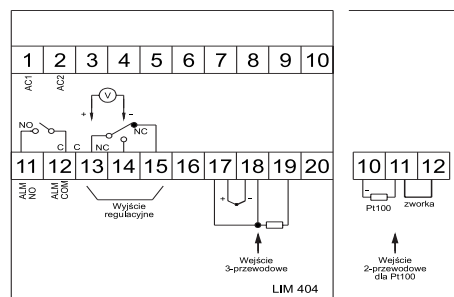 1 2 3 4 5 6 7 8 9 10
AC1 AC2
V
+ -
NO NC
C C NC
11 12 13 14 15 16 17 18 19 20
10 11 12
ALM NO
ALM COM
+ -
-
Pt100
zworka
Wyjście
regulacyjne
Wejście
3-przewodowe
Wejście
2-przewodowe
dla Pt100
LIM 404